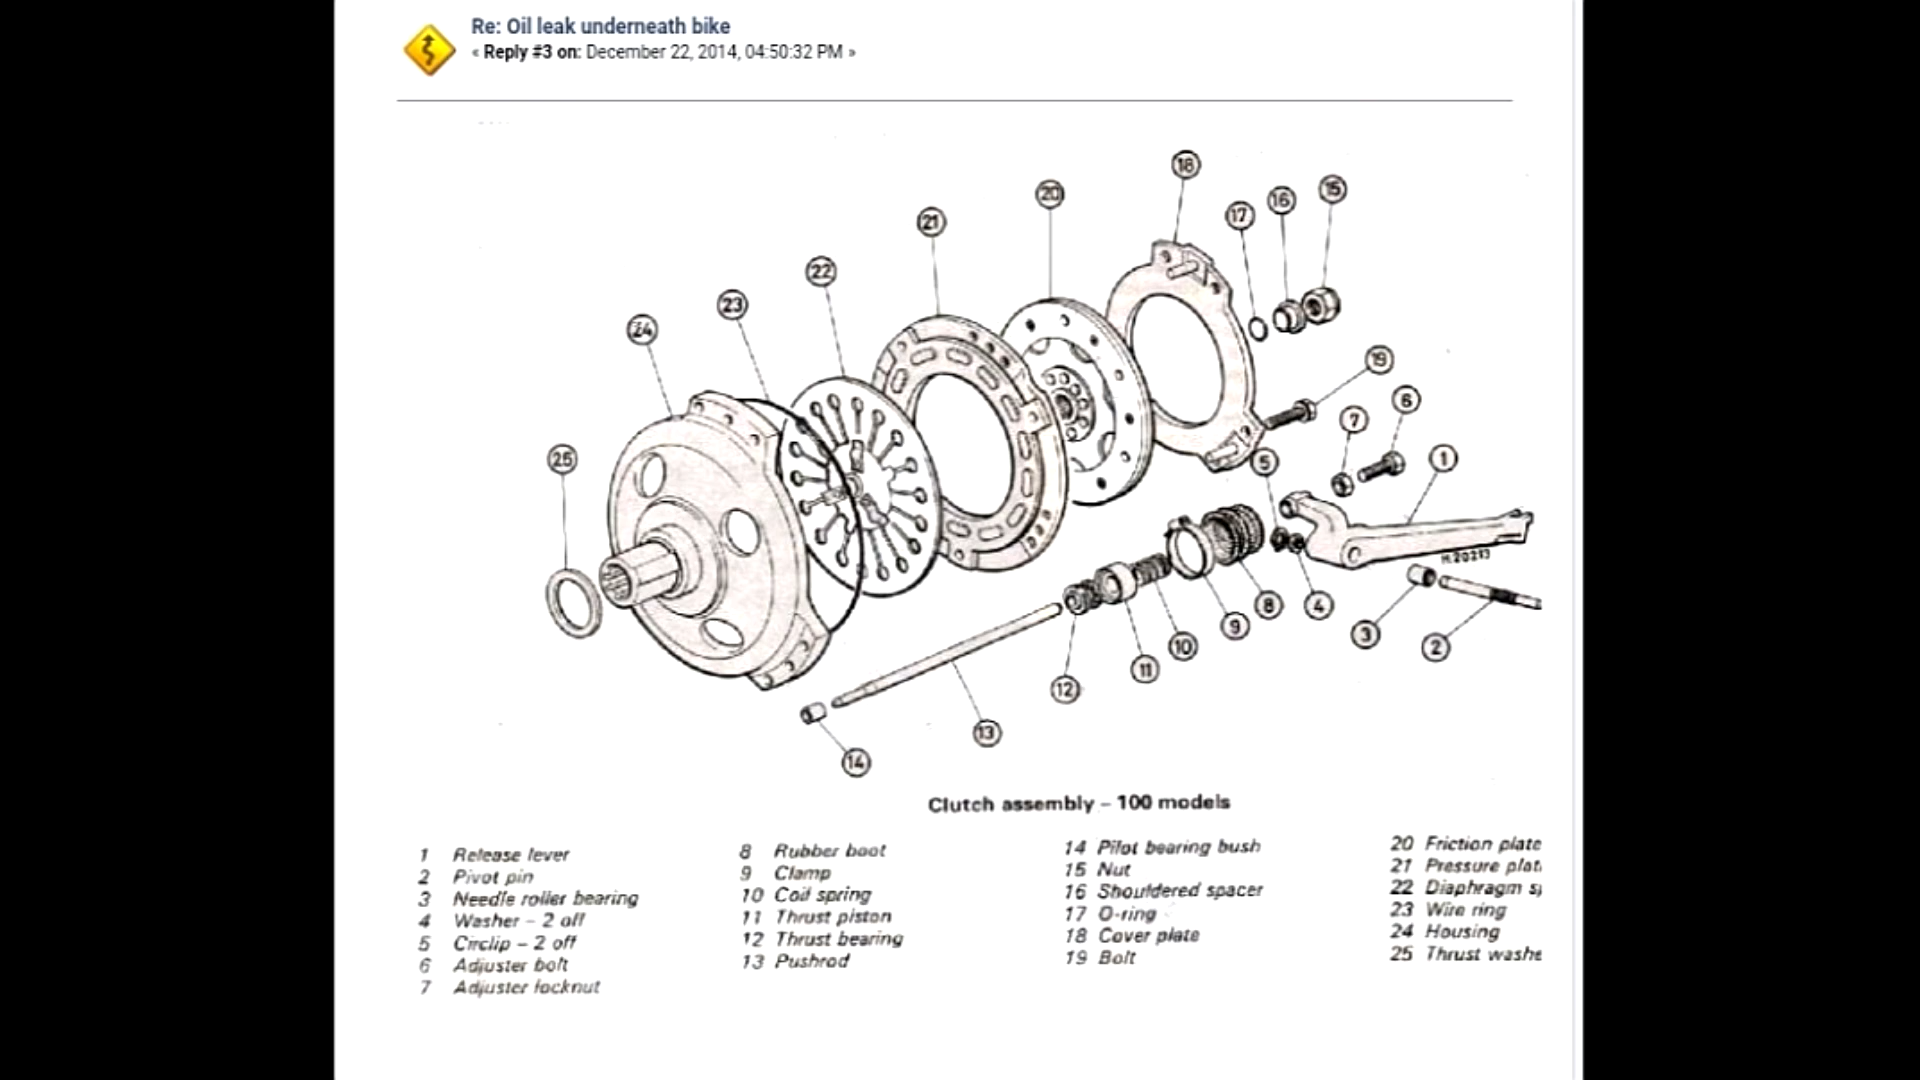 Re: Oil leak underneath bike
« Reply #3 on: December 22, 2014, 04:50:32 PM »
18
20
16
15
17
21
22
23
24
19
6
7
5
1
25
H.20213
9
8
4
3
2
10
11
12
13
14
Clutch assembly – 100 models
1 Release lever
2 Pivot pin
3 Needle roller bearing
4 Washer – 2 off
5 Circlip – 2 off
6 Adjuster bolt
7 Adjuster locknut
8 Rubber boot
9 Clamp
10 Coil spring
11 Thrust piston
12 Thrust bearing
13 Pushrod
14 Pilot bearing bush
15 Nut
16 Shouldered spacer
17 O-ring
18 Cover plate
19 Bolt
20 Friction plate
21 Pressure plat
22 Diaphragm s
23 Wire ring
24 Housing
25 Thrust washe